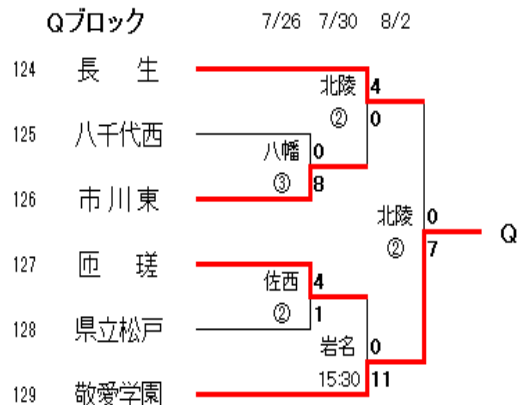 Qブロック 7/26 7/30 8/2
124 長 生
北陵 4
② 0
125 八千代西
八幡 0
③ 8
126 市川東
北陵 0
② 7
Q
127 匝 瑳
佐西 4
② 1
128 県立松戸
岩名 0
15:30 11
129 敬愛学園